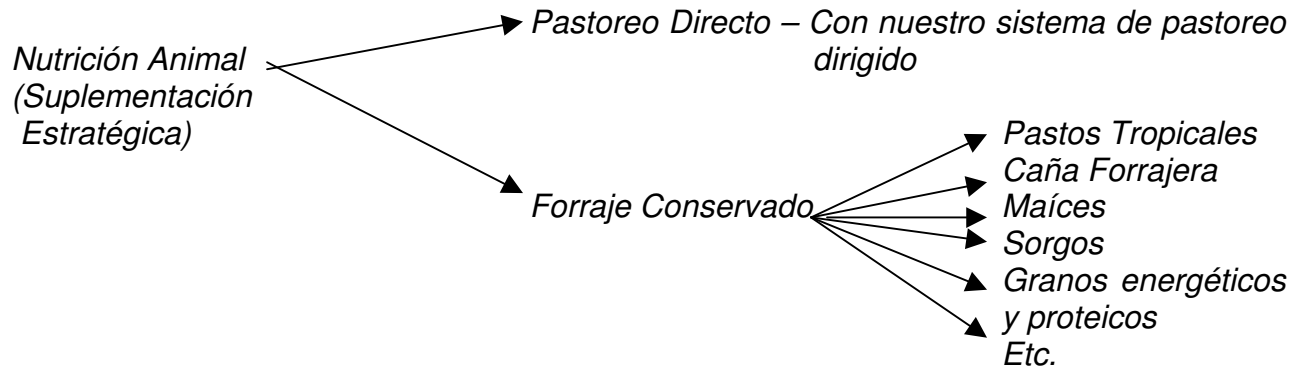 Nutrición Animal
(Suplementación
Estratégica)
Pastoreo Directo – Con nuestro sistema de pastoreo
dirigido
Forraje Conservado
Pastos Tropicales
Caña Forrajera
Maíces
Sorgos
Granos energéticos
y proteicos
Etc.